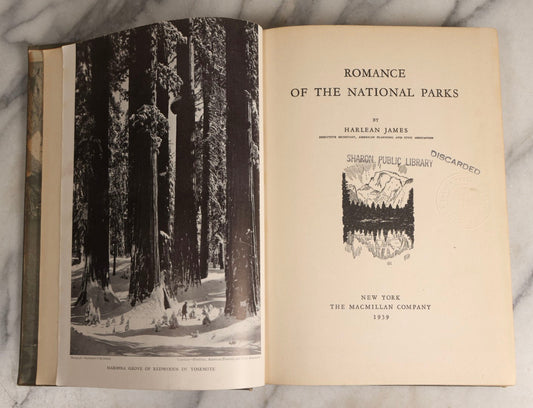 MARIPOSA GROVE OF REDWOODS IN YOSEMITE
ROMANCE
OF THE NATIONAL PARKS
BY
HARLEAN JAMES
EXECUTIVE SECRETARY, AMERICAN PLANNING AND CIVIC ASSOCIATION
SHARON PUBLIC LIBRARY
DISCARDED
NEW YORK
THE MACMILLAN COMPANY
1939